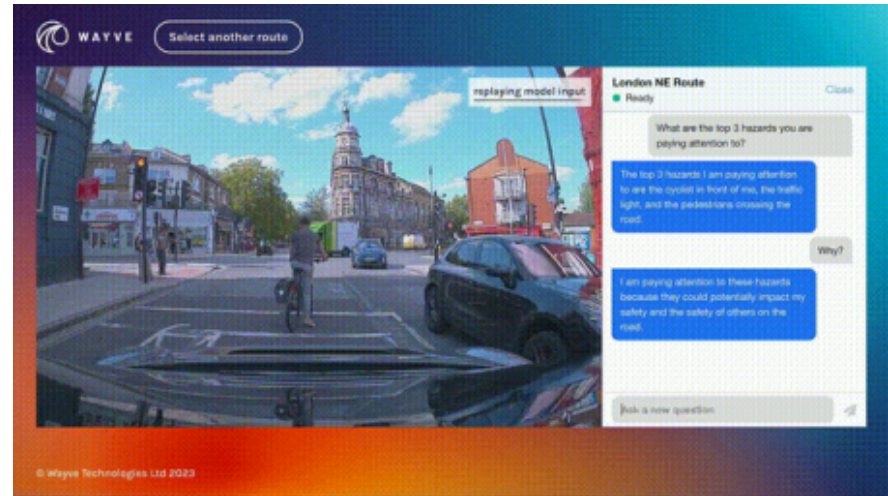 WAYVE
Select another route
replaying model input
London NE Route
Ready
Close
What are the top 3 hazards you are
paying attention to?
The top 3 hazards I am paying attention
to are the cyclist in front of me, the traffic
light, and the pedestrians crossing the
road.
Why?
I am paying attention to these hazards
because they could potentially impact my
safety and the safety of others on the
road.
Ask a new question
© Wayve Technologies Ltd 2023